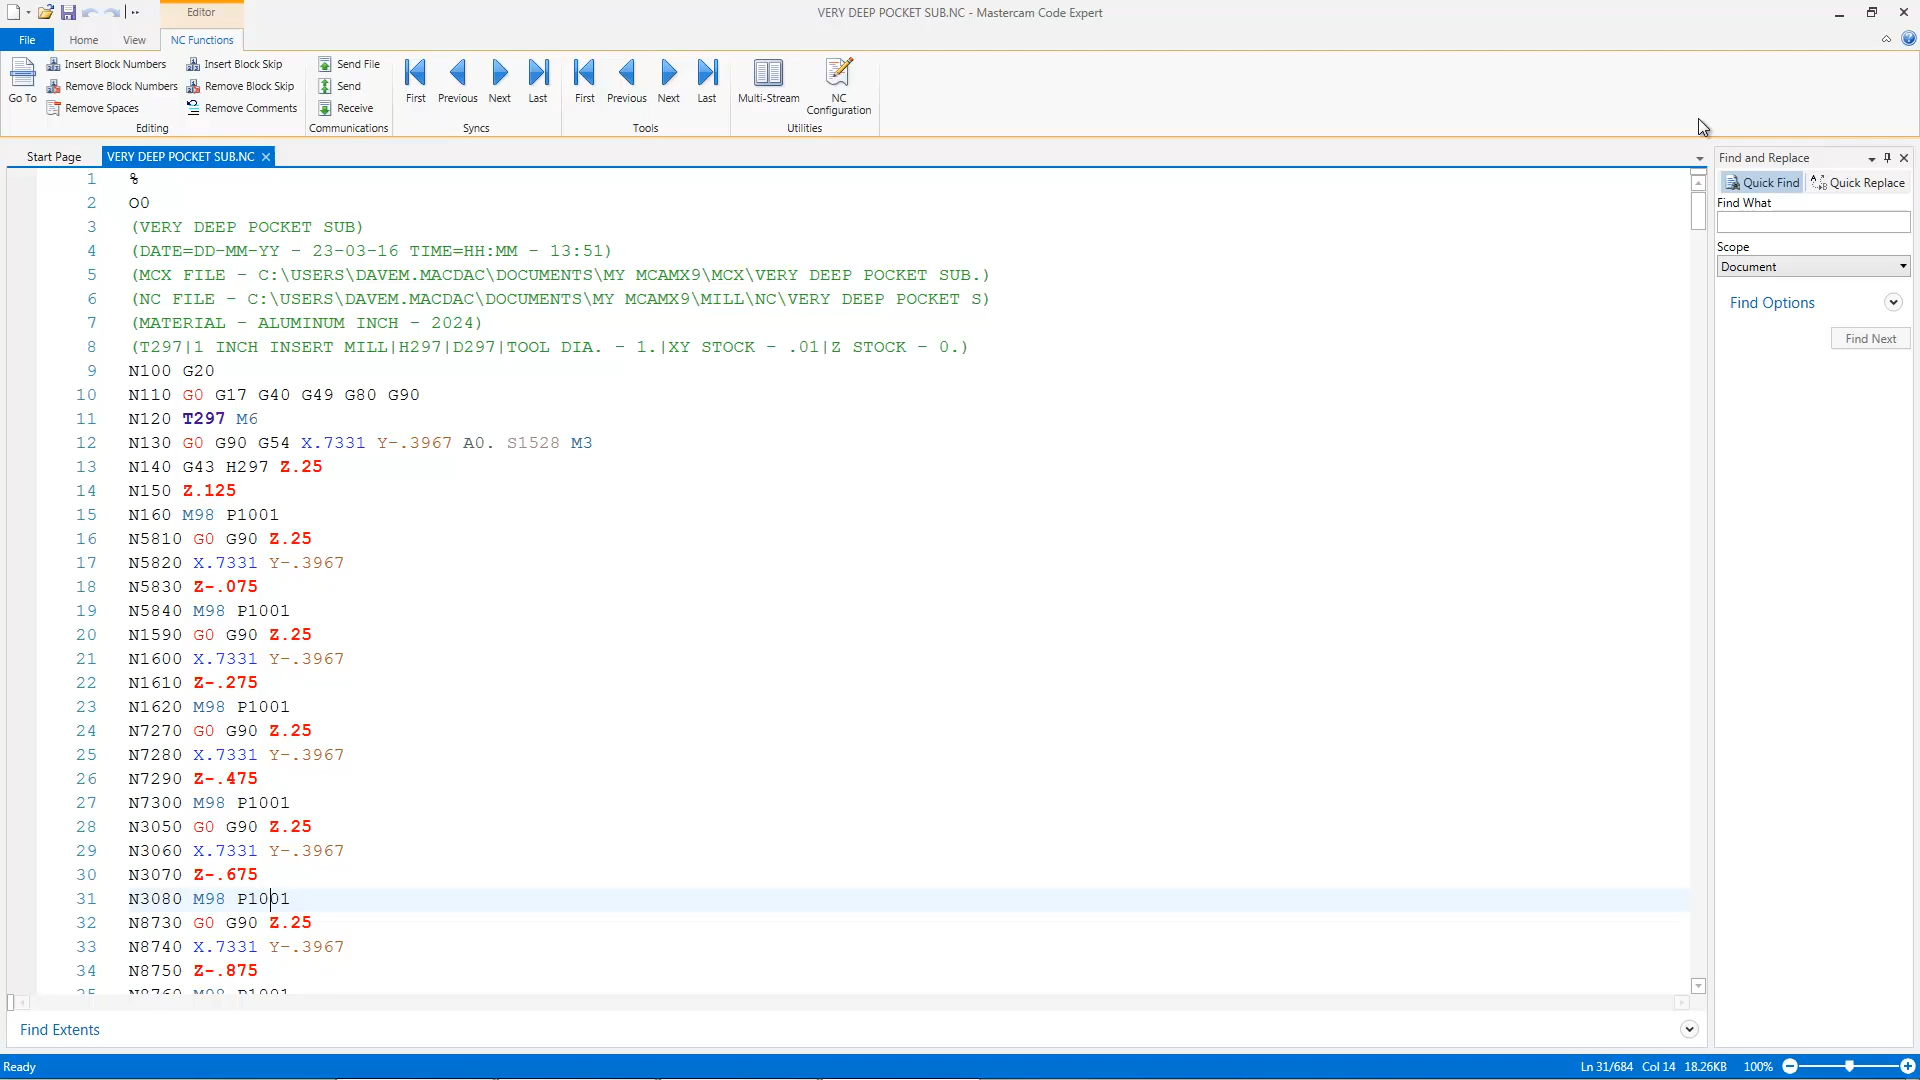 Editor
VERY DEEP POCKET SUB.NC - Mastercam Code Expert
File
Home
View
NC Functions
Go To
Insert Block Numbers
Remove Block Numbers
Remove Spaces
Insert Block Skip
Remove Block Skip
Remove Comments
Editing
Send File
Send
Receive
Communications
First
Previous
Next
Last
Syncs
First
Previous
Next
Last
Tools
Multi-Stream
NC
Configuration
Utilities
Start Page
VERY DEEP POCKET SUB.NC
1 %
2 O0
3 (VERY DEEP POCKET SUB)
4 (DATE=DD-MM-YY - 23-03-16 TIME=HH:MM - 13:51)
5 (MCX FILE - C:\USERS\DAVEM.MACDAC\DOCUMENTS\MY MCAMX9\MCX\VERY DEEP POCKET SUB.)
6 (NC FILE - C:\USERS\DAVEM.MACDAC\DOCUMENTS\MY MCAMX9\MILL\NC\VERY DEEP POCKET S)
7 (MATERIAL - ALUMINUM INCH - 2024)
8 (T297|1 INCH INSERT MILL|H297|D297|TOOL DIA. - 1.|XY STOCK - .01|Z STOCK - 0.)
9 N100 G20
10 N110 G0 G17 G40 G49 G80 G90
11 N120 T297 M6
12 N130 G0 G90 G54 X.7331 Y-.3967 A0. S1528 M3
13 N140 G43 H297 Z.25
14 N150 Z.125
15 N160 M98 P1001
16 N5810 G0 G90 Z.25
17 N5820 X.7331 Y-.3967
18 N5830 Z-.075
19 N5840 M98 P1001
20 N1590 G0 G90 Z.25
21 N1600 X.7331 Y-.3967
22 N1610 Z-.275
23 N1620 M98 P1001
24 N7270 G0 G90 Z.25
25 N7280 X.7331 Y-.3967
26 N7290 Z-.475
27 N7300 M98 P1001
28 N3050 G0 G90 Z.25
29 N3060 X.7331 Y-.3967
30 N3070 Z-.675
31 N3080 M98 P1001
32 N8730 G0 G90 Z.25
33 N8740 X.7331 Y-.3967
34 N8750 Z-.875
35 N8760 M98 P1001
Find and Replace
Quick Find
Quick Replace
Find What
Scope
Document
Find Options
Find Next
Find Extents
Ready
Ln 31/684 Col 14 18.26KB 100%